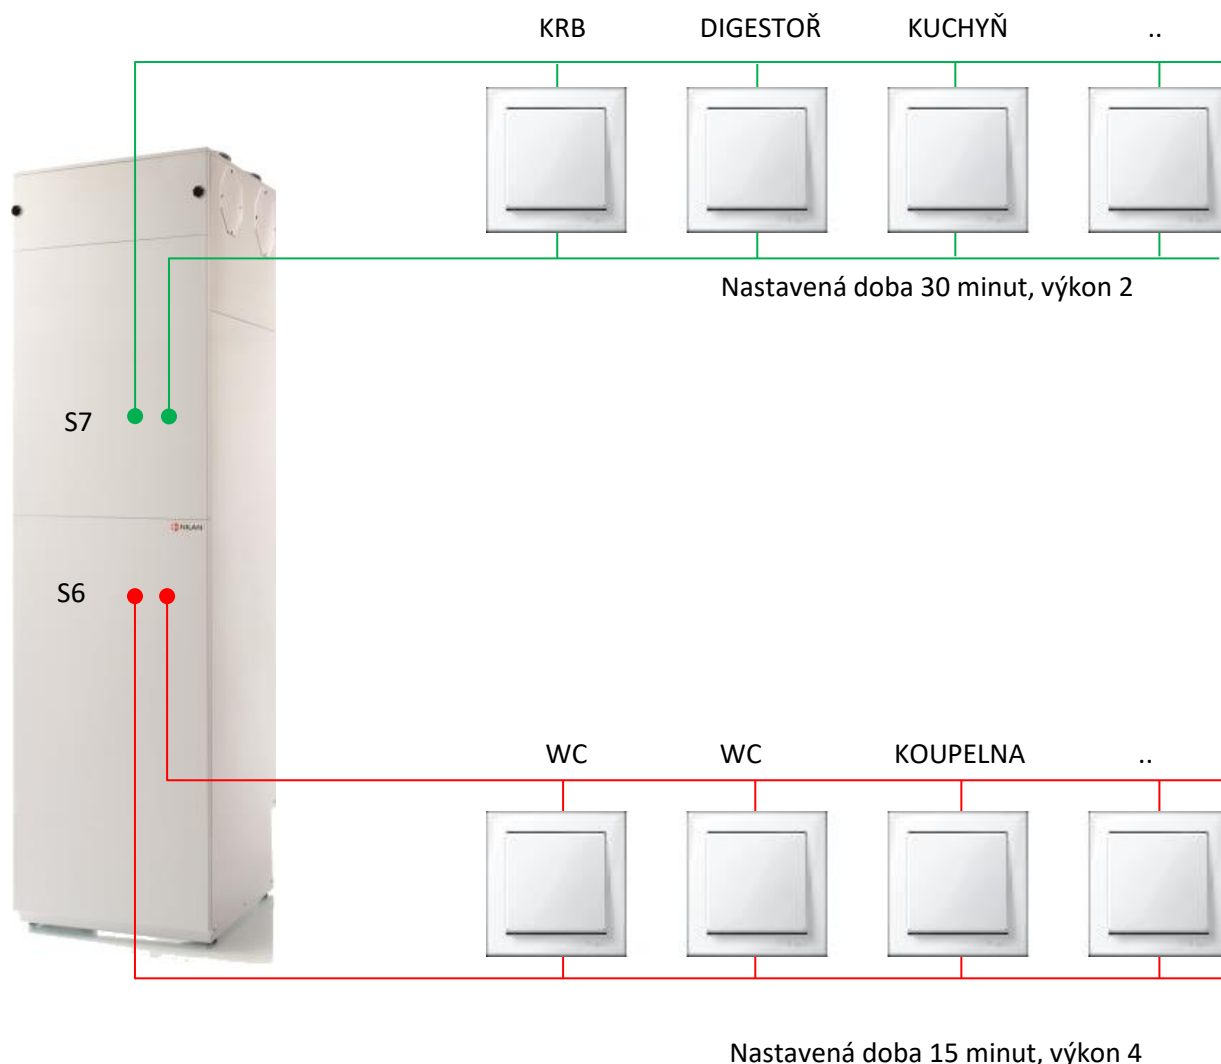 KRB DIGESTOŘ KUCHYŇ ..
Nastavená doba 30 minut, výkon 2
S7
NILAN
S6
WC WC KOUPELNA ..
Nastavená doba 15 minut, výkon 4